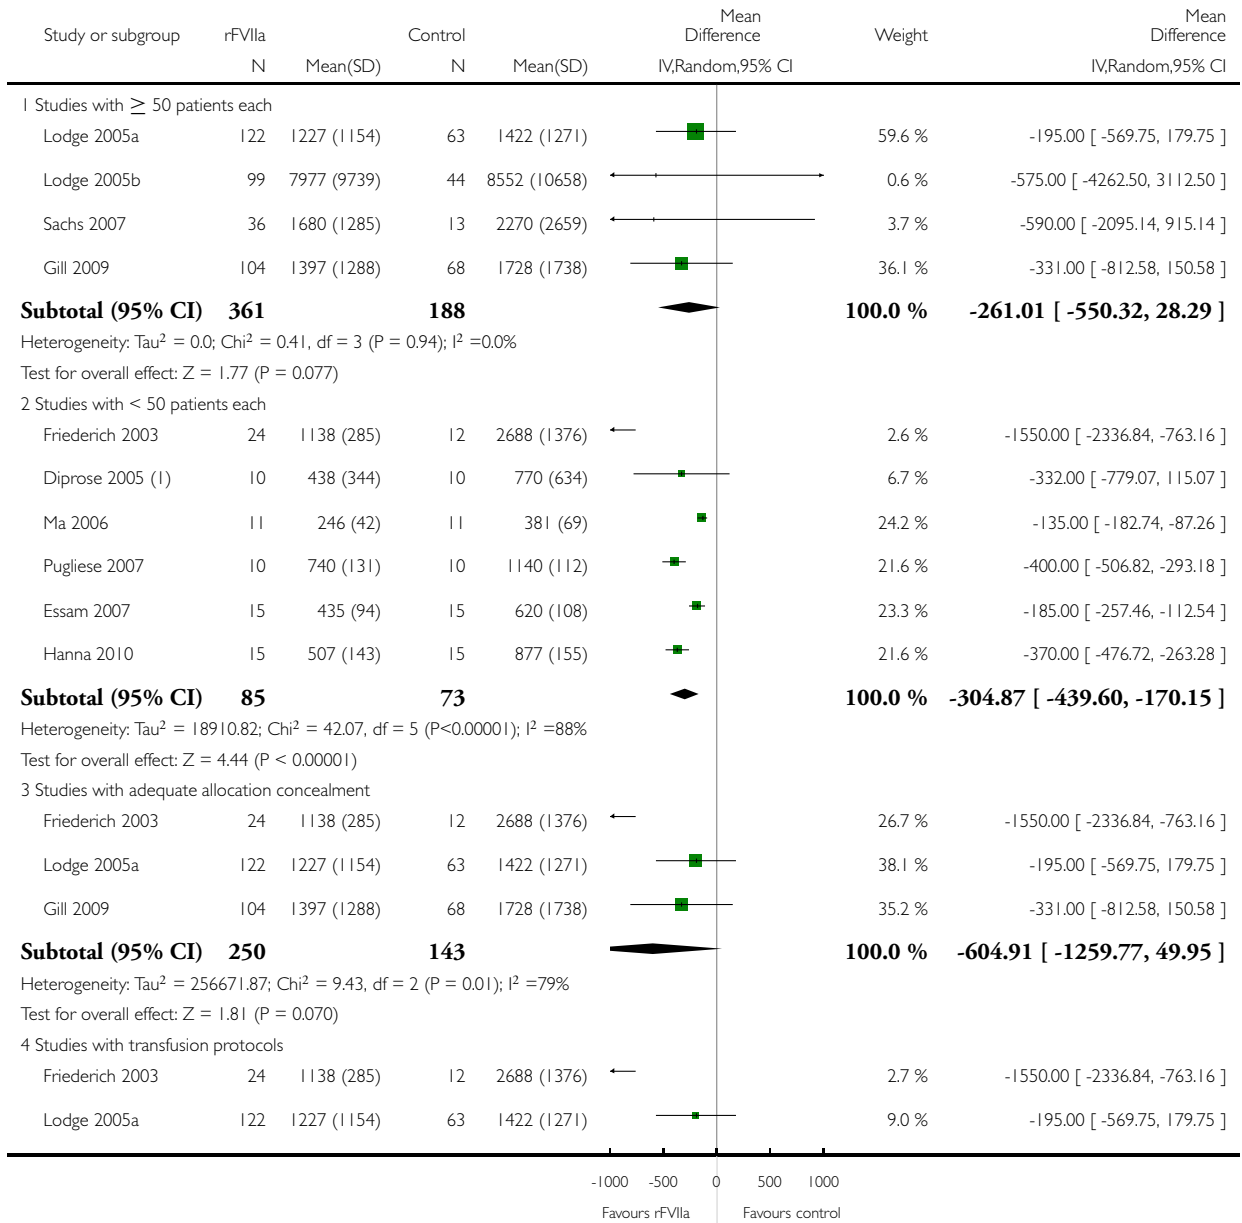 Mean Mean
Study or subgroup rFVIIa Control Difference Weight Difference
N Mean(SD) N Mean(SD) IV,Random,95% CI IV,Random,95% CI
1 Studies with ≥ 50 patients each
Lodge 2005a 122 1227 (1154) 63 1422 (1271) 59.6 % -195.00 [ -569.75, 179.75 ]
Lodge 2005b 99 7977 (9739) 44 8552 (10658) 0.6 % -575.00 [ -4262.50, 3112.50 ]
Sachs 2007 36 1680 (1285) 13 2270 (2659) 3.7 % -590.00 [ -2095.14, 915.14 ]
Gill 2009 104 1397 (1288) 68 1728 (1738) 36.1 % -331.00 [ -812.58, 150.58 ]
Subtotal (95% CI) 361 188 100.0 % -261.01 [ -550.32, 28.29 ]
Heterogeneity: Tau² = 0.0; Chi² = 0.41, df = 3 (P = 0.94); I² =0.0%
Test for overall effect: Z = 1.77 (P = 0.077)
2 Studies with < 50 patients each
Friederich 2003 24 1138 (285) 12 2688 (1376) 2.6 % -1550.00 [ -2336.84, -763.16 ]
Diprose 2005 (1) 10 438 (344) 10 770 (634) 6.7 % -332.00 [ -779.07, 115.07 ]
Ma 2006 11 246 (42) 11 381 (69) 24.2 % -135.00 [ -182.74, -87.26 ]
Pugliese 2007 10 740 (131) 10 1140 (112) 21.6 % -400.00 [ -506.82, -293.18 ]
Essam 2007 15 435 (94) 15 620 (108) 23.3 % -185.00 [ -257.46, -112.54 ]
Hanna 2010 15 507 (143) 15 877 (155) 21.6 % -370.00 [ -476.72, -263.28 ]
Subtotal (95% CI) 85 73 100.0 % -304.87 [ -439.60, -170.15 ]
Heterogeneity: Tau² = 18910.82; Chi² = 42.07, df = 5 (P<0.00001); I² =88%
Test for overall effect: Z = 4.44 (P < 0.00001)
3 Studies with adequate allocation concealment
Friederich 2003 24 1138 (285) 12 2688 (1376) 26.7 % -1550.00 [ -2336.84, -763.16 ]
Lodge 2005a 122 1227 (1154) 63 1422 (1271) 38.1 % -195.00 [ -569.75, 179.75 ]
Gill 2009 104 1397 (1288) 68 1728 (1738) 35.2 % -331.00 [ -812.58, 150.58 ]
Subtotal (95% CI) 250 143 100.0 % -604.91 [ -1259.77, 49.95 ]
Heterogeneity: Tau² = 256671.87; Chi² = 9.43, df = 2 (P = 0.01); I² =79%
Test for overall effect: Z = 1.81 (P = 0.070)
4 Studies with transfusion protocols
Friederich 2003 24 1138 (285) 12 2688 (1376) 2.7 % -1550.00 [ -2336.84, -763.16 ]
Lodge 2005a 122 1227 (1154) 63 1422 (1271) 9.0 % -195.00 [ -569.75, 179.75 ]
-1000 -500 0 500 1000
Favours rFVIIa Favours control